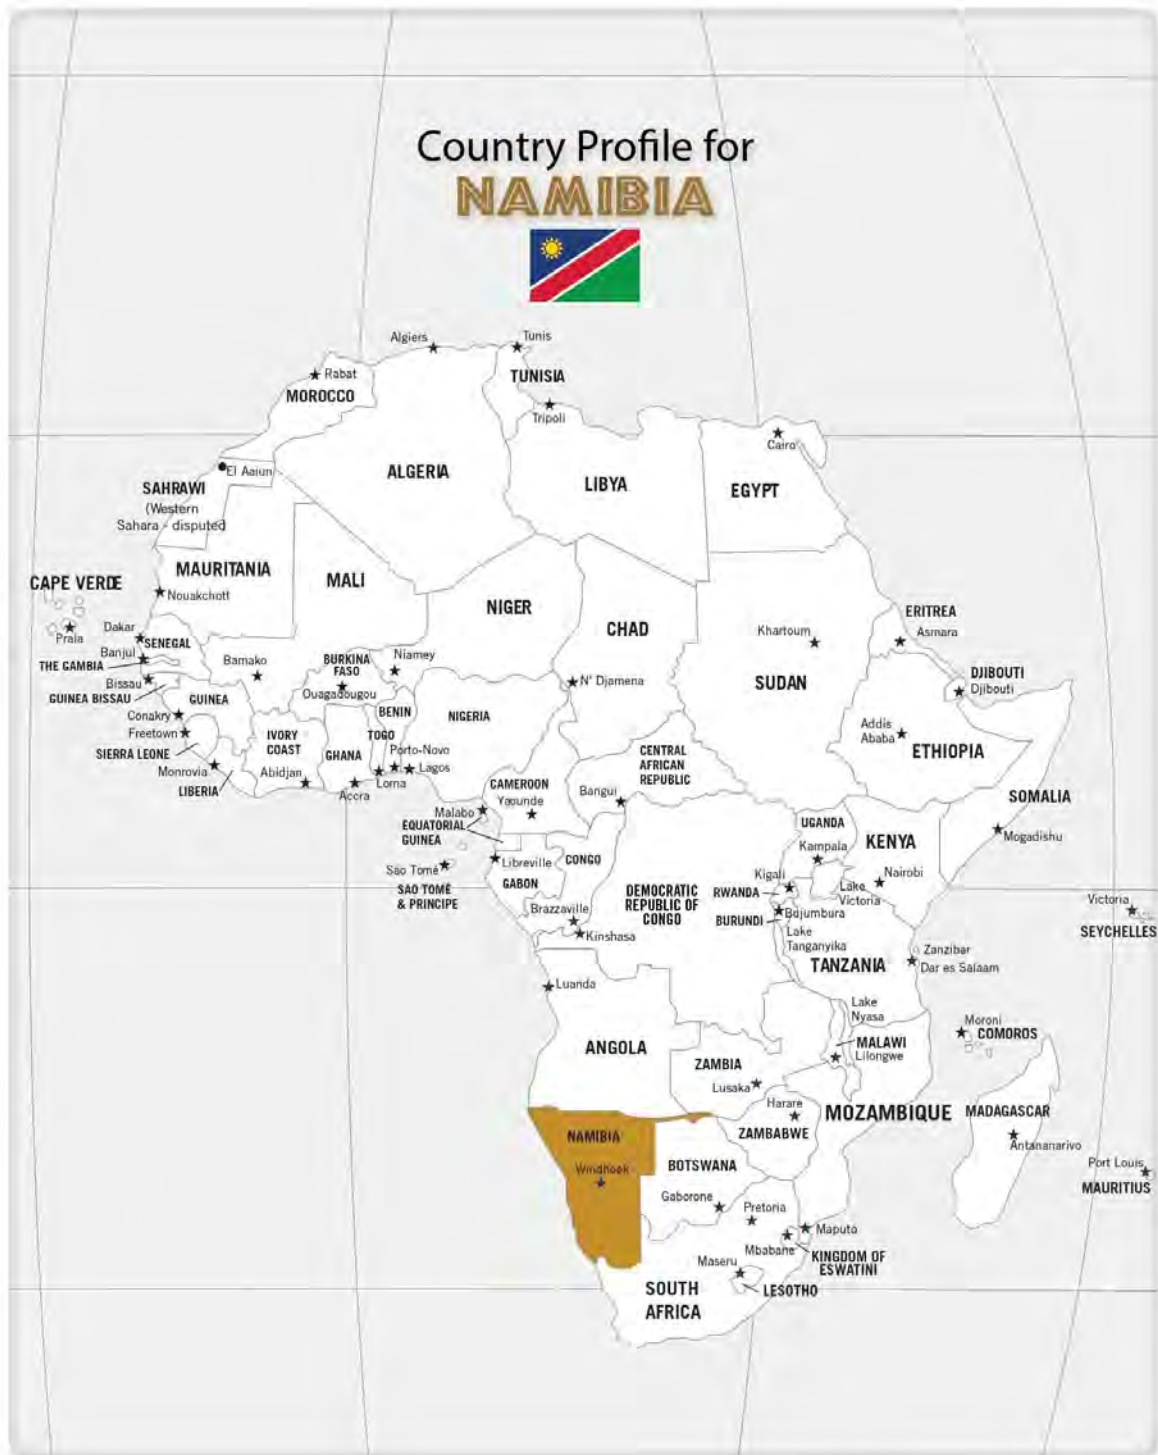 Country Profile for
NAMIBIA
Algiers
Tunis
Rabat
MOROCCO
TUNISIA
Tripoli
Cairo
El Aaiun
ALGERIA
LIBYA
EGYPT
SAHRAWI
(Western
Sahara - disputed
MAURITANIA
MALI
CAPE VERDE
Nouakchott
NIGER
CHAD
ERITREA
Praia
Dakar
SENEGAL
Khartoum
Asmara
Banjul
THE GAMBIA
Bamako
BURKINA
FASO
Niamey
DJIBOUTI
Djibouti
Bissau
GUINEA BISSAU
GUINEA
Ouagadougou
N' Djamena
SUDAN
Conakry
BENIN
NIGERIA
Freetown
IVORY
COAST
TOGO
Addis
Ababa
ETHIOPIA
SIERRA LEONE
GHANA
Porto-Novo
CENTRAL
AFRICAN
REPUBLIC
Monrovia
Abidjan
Lagos
LIBERIA
Lorna
CAMEROON
Yaounde
Bangui
Accra
SOMALIA
Malabo
EQUATORIAL
GUINEA
UGANDA
KENYA
Mogadishu
Kampala
Sao Tomé
Libreville
CONGO
Kigali
Nairobi
SAO TOMÉ
& PRINCIPE
GABON
DEMOCRATIC
REPUBLIC OF
CONGO
RWANDA
Lake
Victoria
Victoria
Brazzaville
BURUNDI
Bujumbura
SEYCHELLES
Kinshasa
Lake
Tanganyika
Zanzibar
TANZANIA
Dar es Salaam
Luanda
Lake
Nyasa
Moroni
COMOROS
ANGOLA
MALAWI
Lilongwe
ZAMBIA
Lusaka
Harare
MOZAMBIQUE
MADAGASCAR
NAMIBIA
ZAMBABWE
Antananarivo
Windhoek
BOTSWANA
Port Louis
MAURITIUS
Gaborone
Pretoria
Maputo
Mbabane
KINGDOM OF
ESWATINI
Maseru
SOUTH
AFRICA
LESOTHO